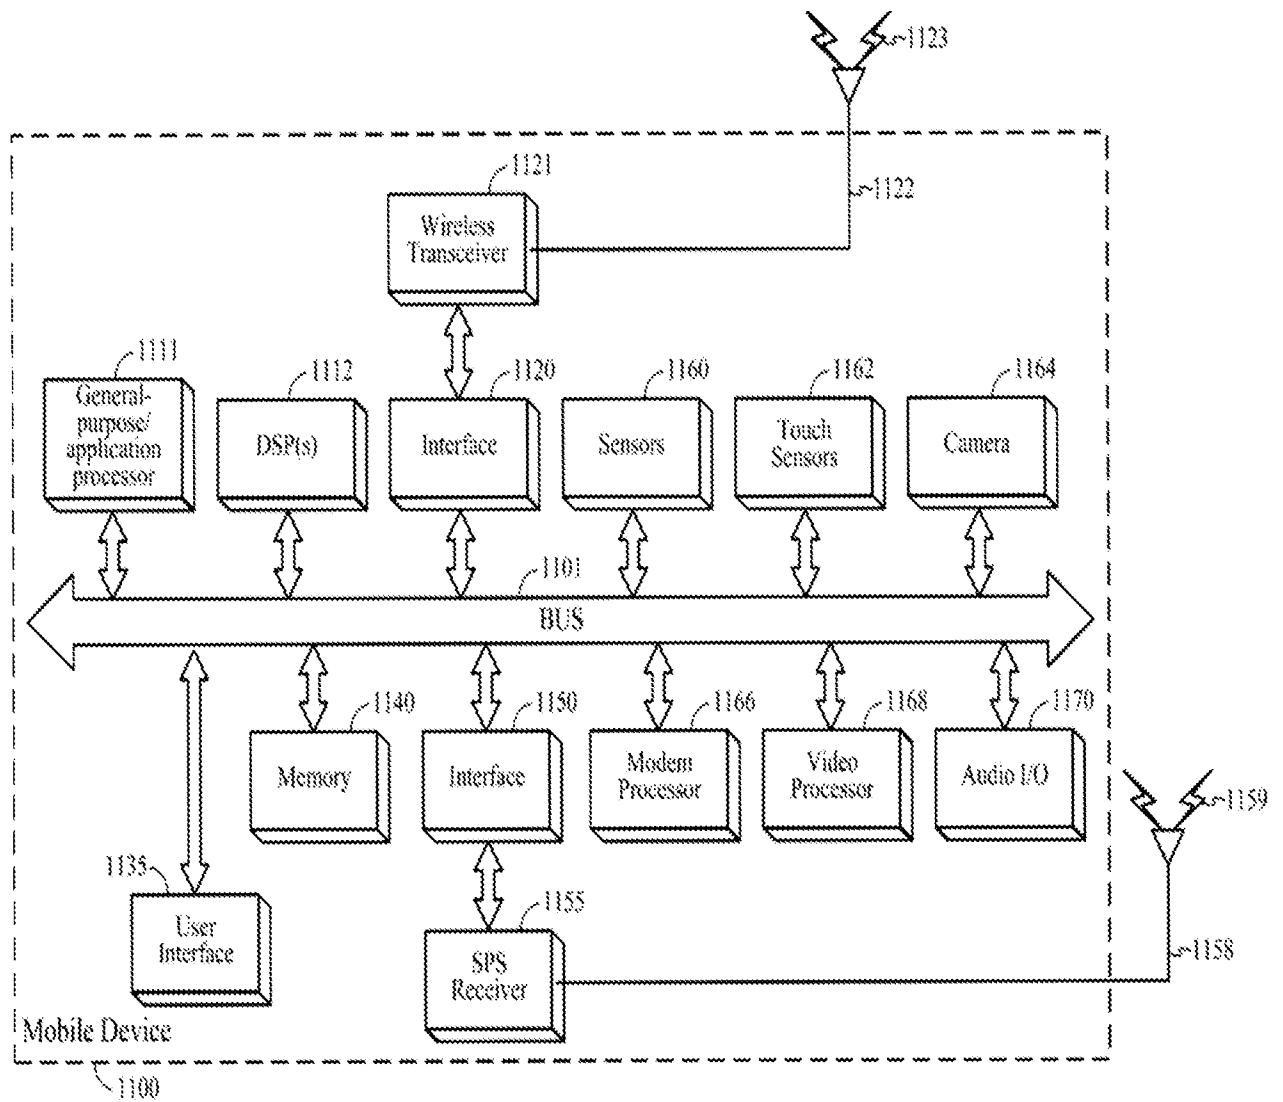 1123
1122
1121
Wireless
Transceiver
1111
General-
purpose/
application
processor
1112
DSP(s)
1120
Interface
1160
Sensors
1162
Touch
Sensors
1164
Camera
1101
BUS
1140
Memory
1150
Interface
1166
Modem
Processor
1168
Video
Processor
1170
Audio I/O
1159
1135
User
Interface
1155
SPS
Receiver
1158
Mobile Device
1100